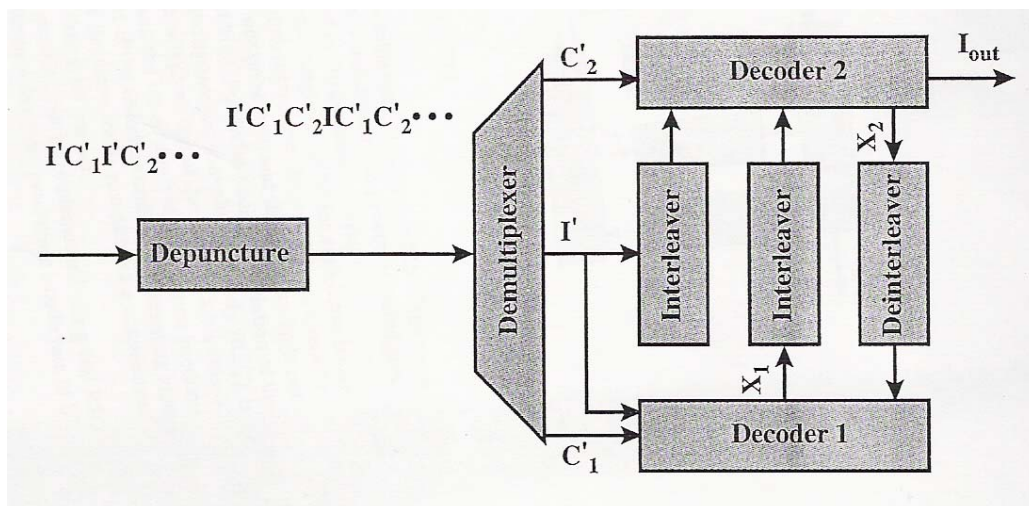 I'C'₁I'C'₂•••
I'C'₁C'₂IC'₁C'₂•••
Depuncture
Demultiplexer
C'₂
I'
C'₁
Decoder 2
I_out
Interleaver
Interleaver
Deinterleaver
X₂
X₁
Decoder 1